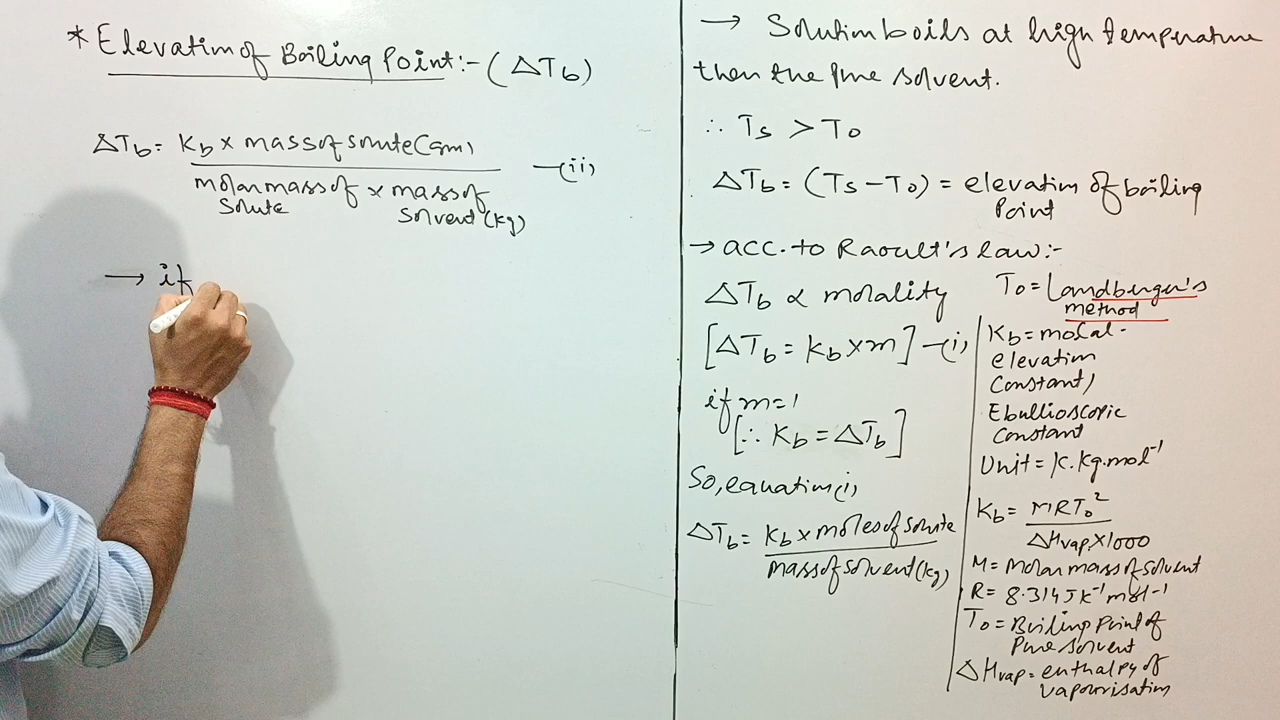 * Elevation of Boiling Point:- (ΔTb)
ΔTb = Kb x mass of solute (gm)
molar mass of x mass of —(ii)
solute solvent (kg)
→ if
→ Solution boils at high temperature
then the pure solvent.
∴ Ts > To
ΔTb = (Ts - To) = elevation of boiling
Point
→ acc. to Raoult's law:-
ΔTb ∝ molality
[ΔTb = Kb x m] —(i)
if m=1
[∴ Kb = ΔTb]
So, equation (i)
ΔTb = Kb x moles of solute
mass of solvent (kg)
To = Landberger's
method
Kb = molal-
elevation
Constant)
Ebullioscopic
Constant
Unit = K.Kg.mol⁻¹
Kb = MRTo²
ΔHvap. x 1000
M = Molar mass of solvent
R = 8.314 J K⁻¹ mol⁻¹
To = Boiling Point of
Pure solvent
ΔHvap = enthalpy of
vapourisation